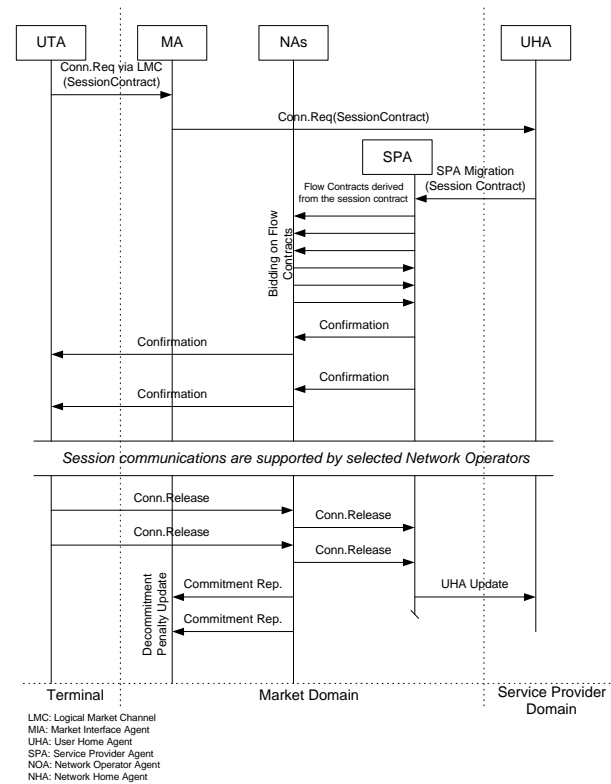 UTA
MA
NAs
UHA
Conn.Req via LMC
(SessionContract)
Conn.Req(SessionContract)
SPA
SPA Migration
(Session Contract)
Flow Contracts derived
from the session contract
Bidding on Flow
Contracts
Confirmation
Confirmation
Confirmation
Confirmation
Session communications are supported by selected Network Operators
Conn.Release
Conn.Release
Conn.Release
Conn.Release
Decommitment
Penalty Update
Commitment Rep.
UHA Update
Commitment Rep.
Terminal
Market Domain
Service Provider
Domain
LMC: Logical Market Channel
MIA: Market Interface Agent
UHA: User Home Agent
SPA: Service Provider Agent
NOA: Network Operator Agent
NHA: Network Home Agent